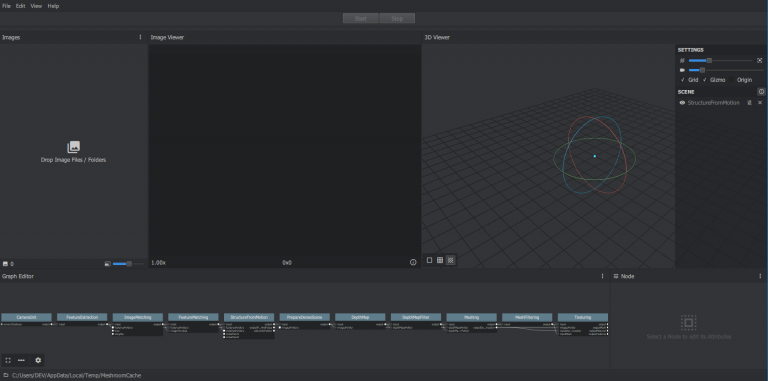 File Edit View Help
Start Stop
Images
Image Viewer
3D Viewer
SETTINGS
Grid Gizmo Origin
SCENE
StructureFromMotion
Drop Image Files / Folders
0
1.00x
0x0
Graph Editor
Node
CameraInit
FeatureExtraction
ImageMatching
FeatureMatching
StructureFromMotion
PrepareDenseScene
DepthMap
DepthMapFilter
Meshing
MeshFiltering
Texturing
Select a Node to edit its Attributes
C:/Users/DEV/AppData/Local/Temp/MeshroomCache